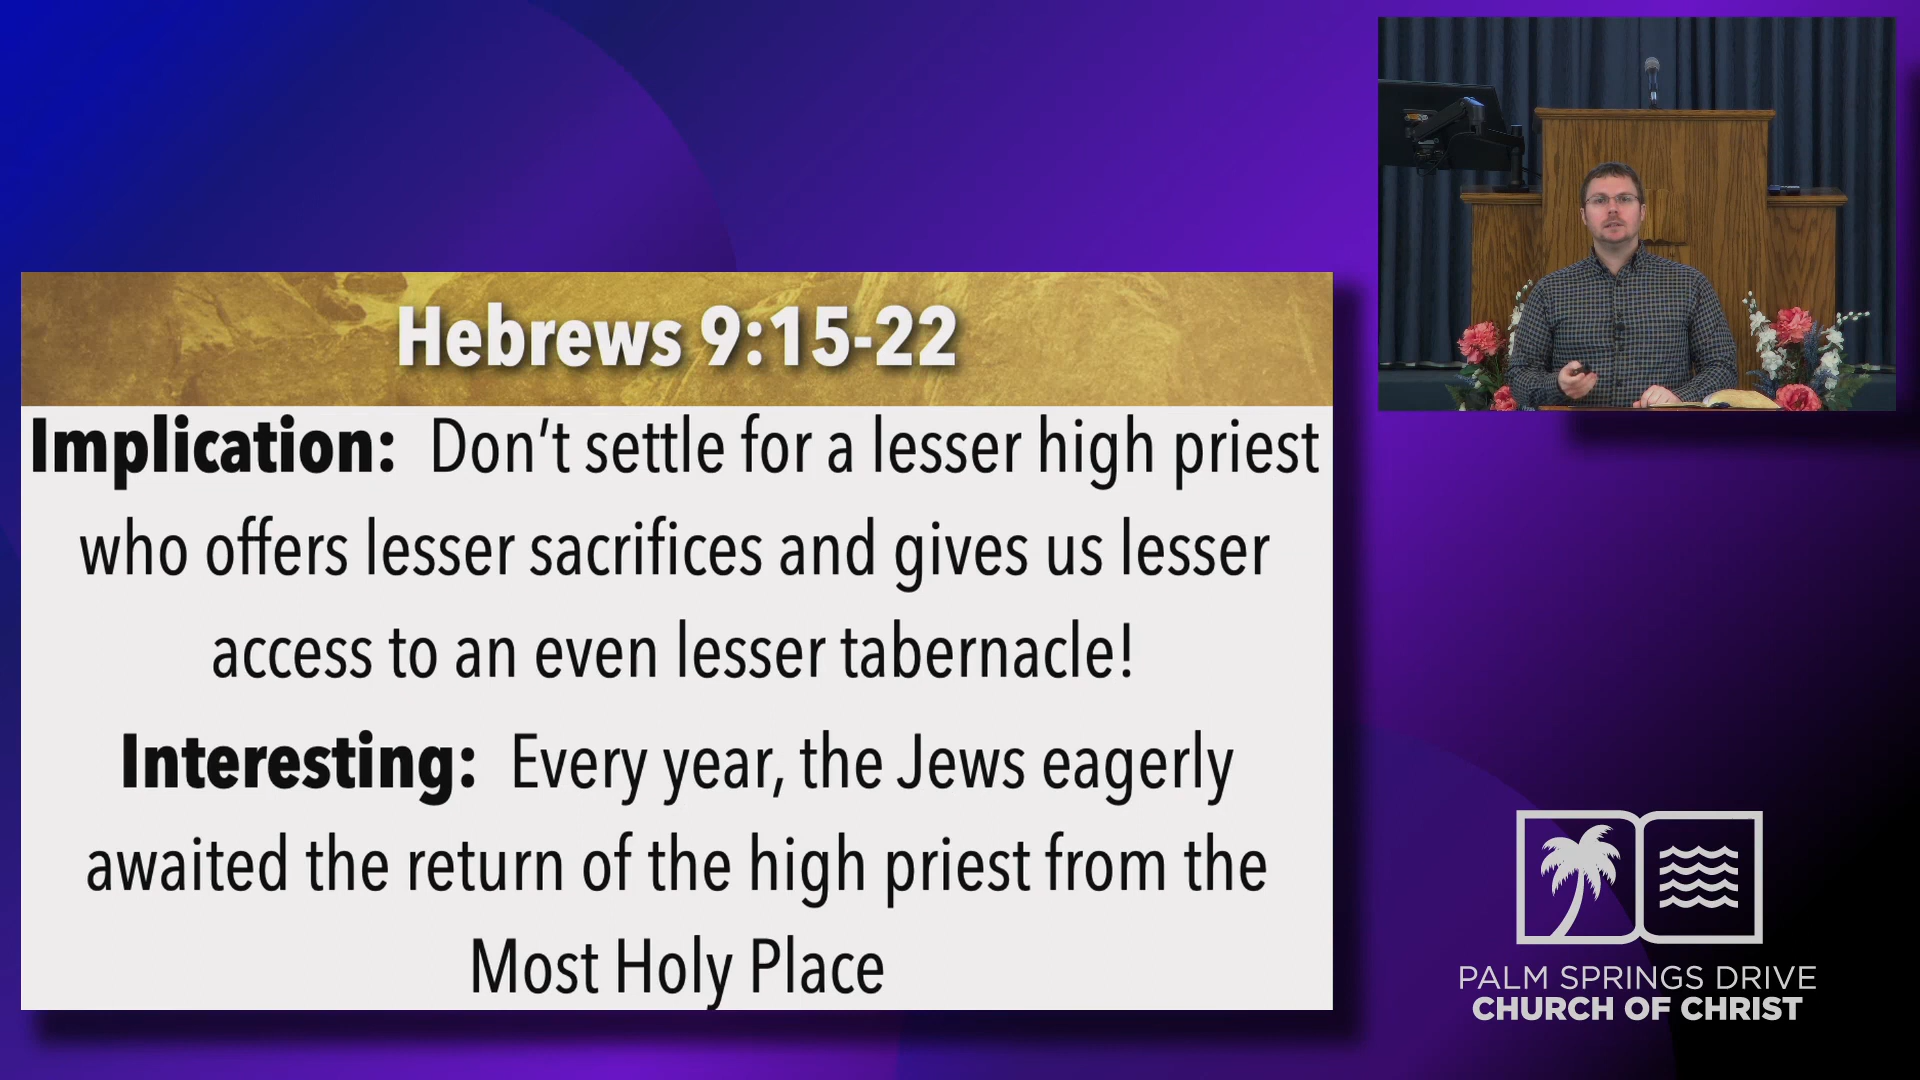 Hebrews 9:15-22
Implication: Don't settle for a lesser high priest
who offers lesser sacrifices and gives us lesser
access to an even lesser tabernacle!
Interesting: Every year, the Jews eagerly
awaited the return of the high priest from the
Most Holy Place
PALM SPRINGS DRIVE
CHURCH OF CHRIST